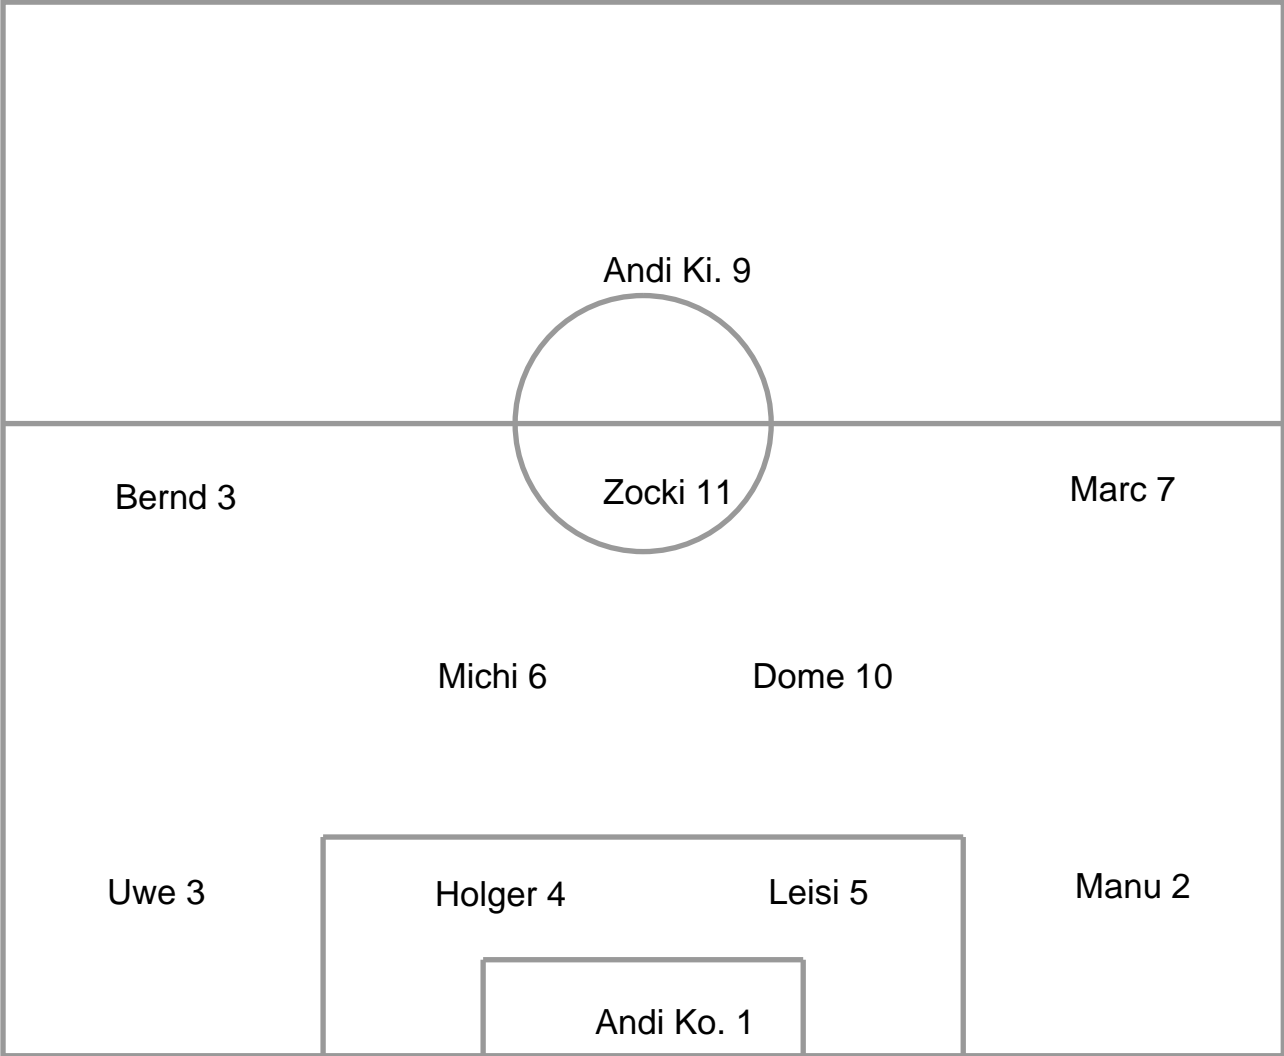 Andi Ki. 9
Bernd 3
Zocki 11
Marc 7
Michi 6
Dome 10
Uwe 3
Holger 4
Leisi 5
Manu 2
Andi Ko. 1